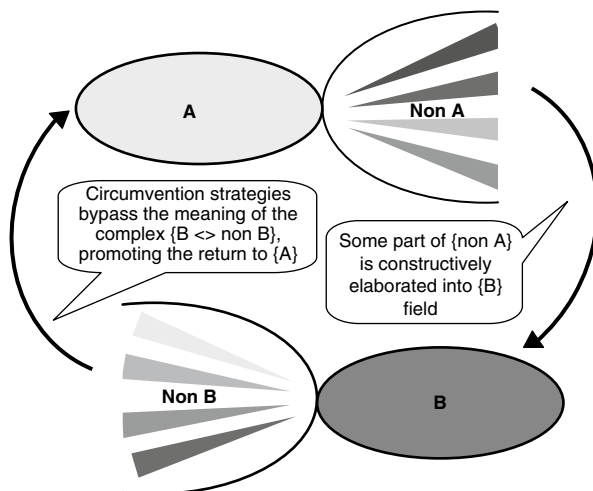 A
Non A
Circumvention strategies
bypass the meaning of the
complex {B <> non B},
promoting the return to {A}
Some part of {non A}
is constructively
elaborated into {B}
field
Non B
B